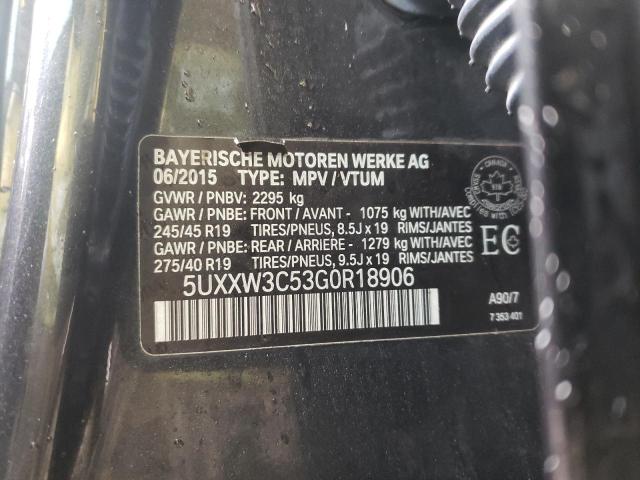 BAYERISCHE MOTOREN WERKE AG
06/2015 TYPE: MPV / VTUM
GVWR / PNBV: 2295 kg
GAWR / PNBE: FRONT / AVANT - 1075 kg WITH/AVEC
245/45 R19 TIRES/PNEUS, 8.5J x 19 RIMS/JANTES
GAWR / PNBE: REAR / ARRIERE - 1279 kg WITH/AVEC
275/40 R19 TIRES/PNEUS, 9.5J x 19 RIMS/JANTES
EC
5UXXW3C53G0R18906
A90/7
7 353 401
CANADA